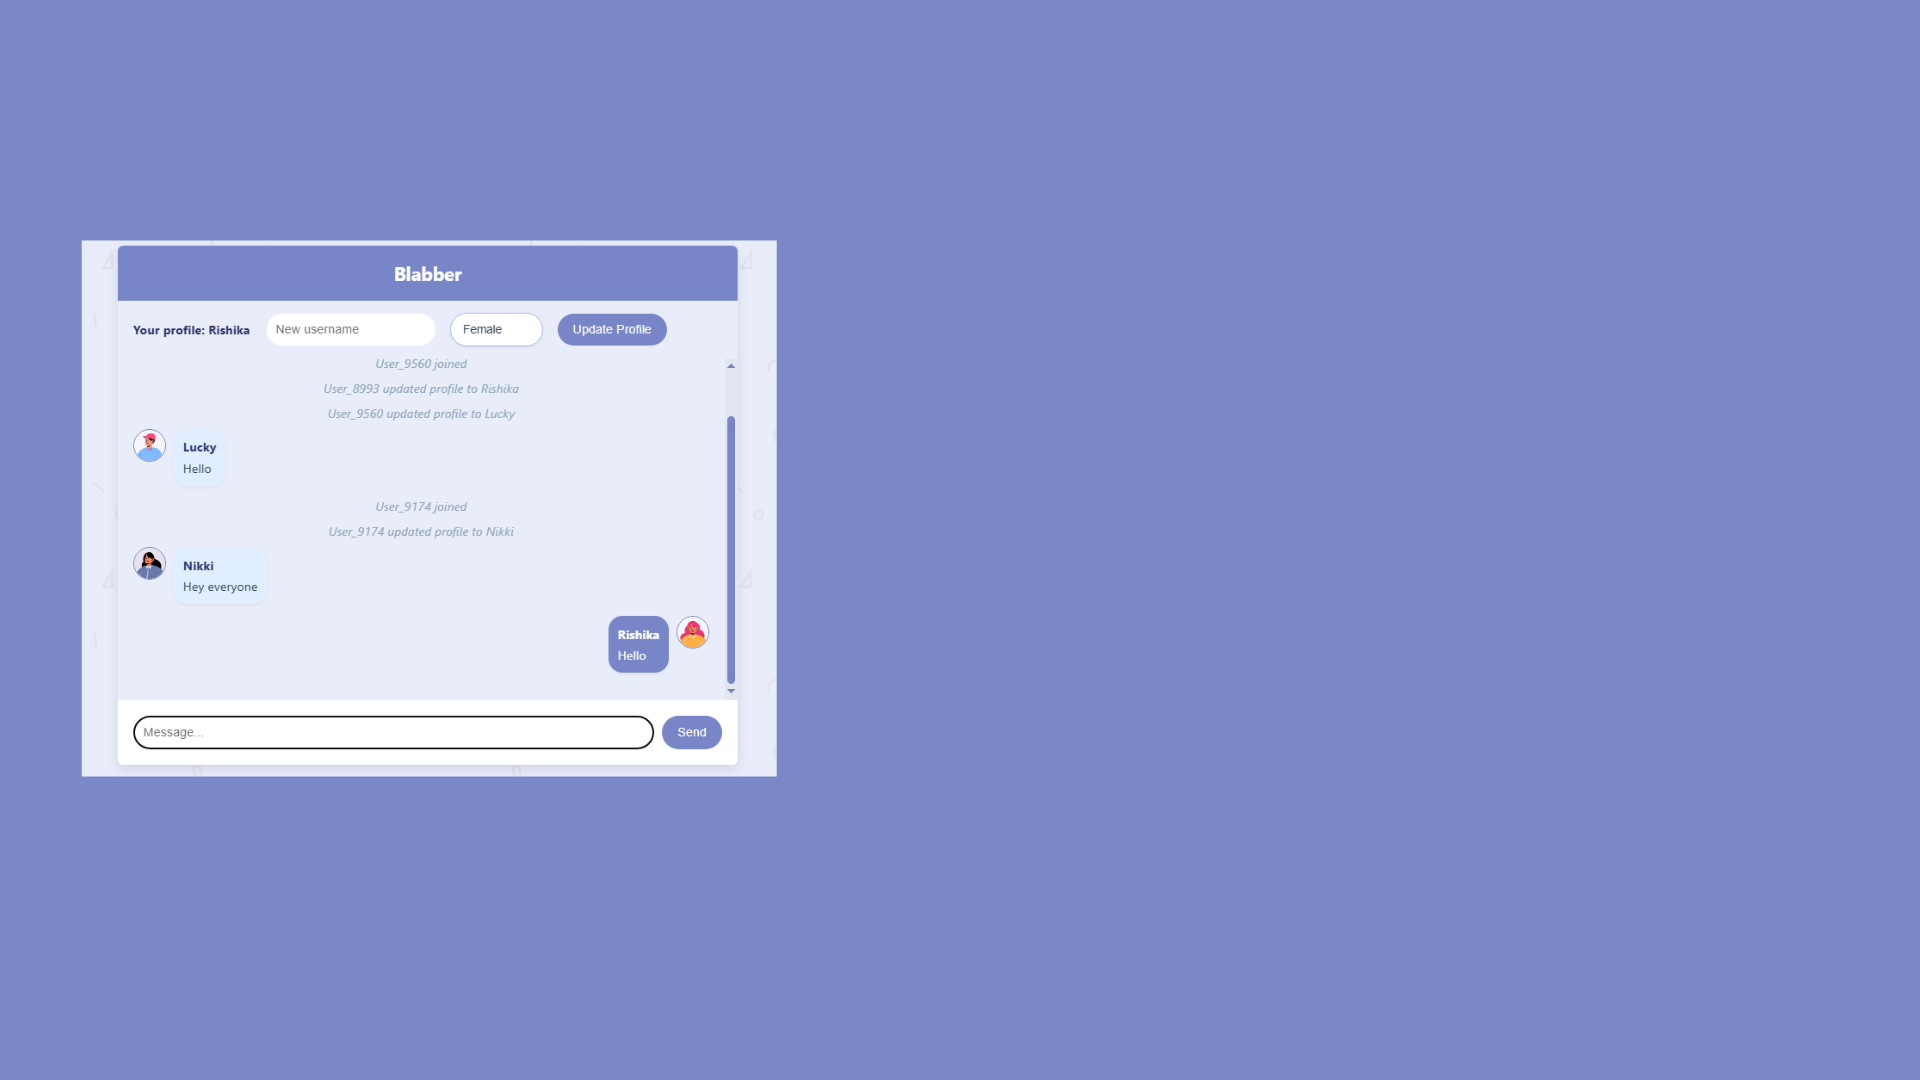 Blabber
Your profile: Rishika New username Female Update Profile
User_9560 joined
User_8993 updated profile to Rishika
User_9560 updated profile to Lucky
Lucky
Hello
User_9174 joined
User_9174 updated profile to Nikki
Nikki
Hey everyone
Rishika
Hello
Message... Send